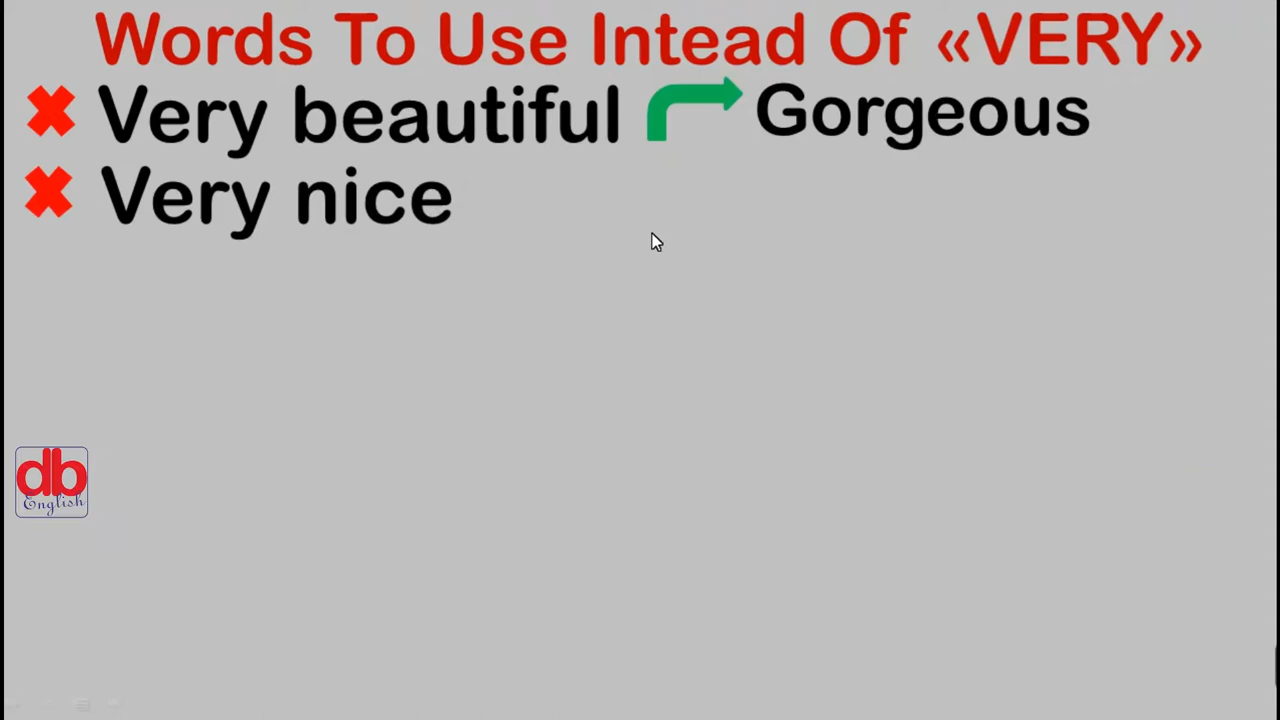 Words To Use Intead Of «VERY»
✖ Very beautiful Gorgeous
✖ Very nice
db
English